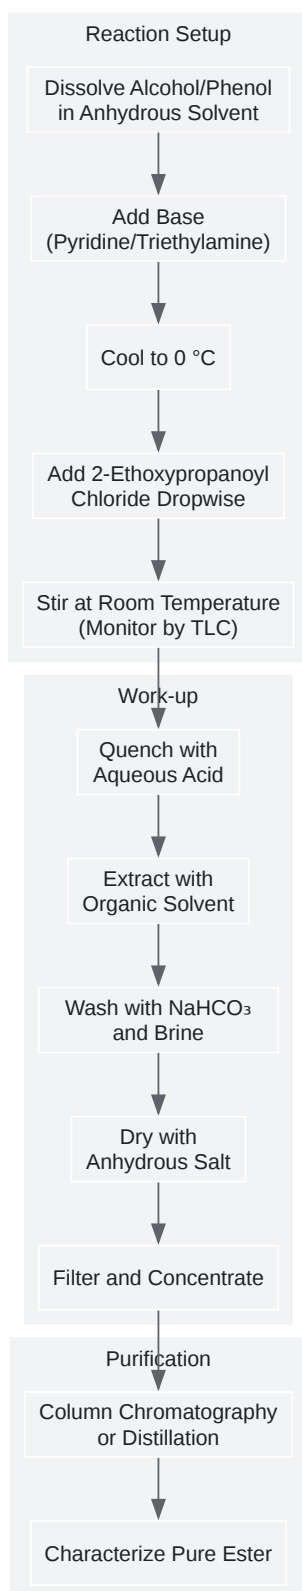 Reaction Setup
Dissolve Alcohol/Phenol
in Anhydrous Solvent
Add Base
(Pyridine/Triethylamine)
Cool to 0 °C
Add 2-Ethoxypropanoyl
Chloride Dropwise
Stir at Room Temperature
(Monitor by TLC)
Work-up
Quench with
Aqueous Acid
Extract with
Organic Solvent
Wash with NaHCO₃
and Brine
Dry with
Anhydrous Salt
Filter and Concentrate
Purification
Column Chromatography
or Distillation
Characterize Pure Ester